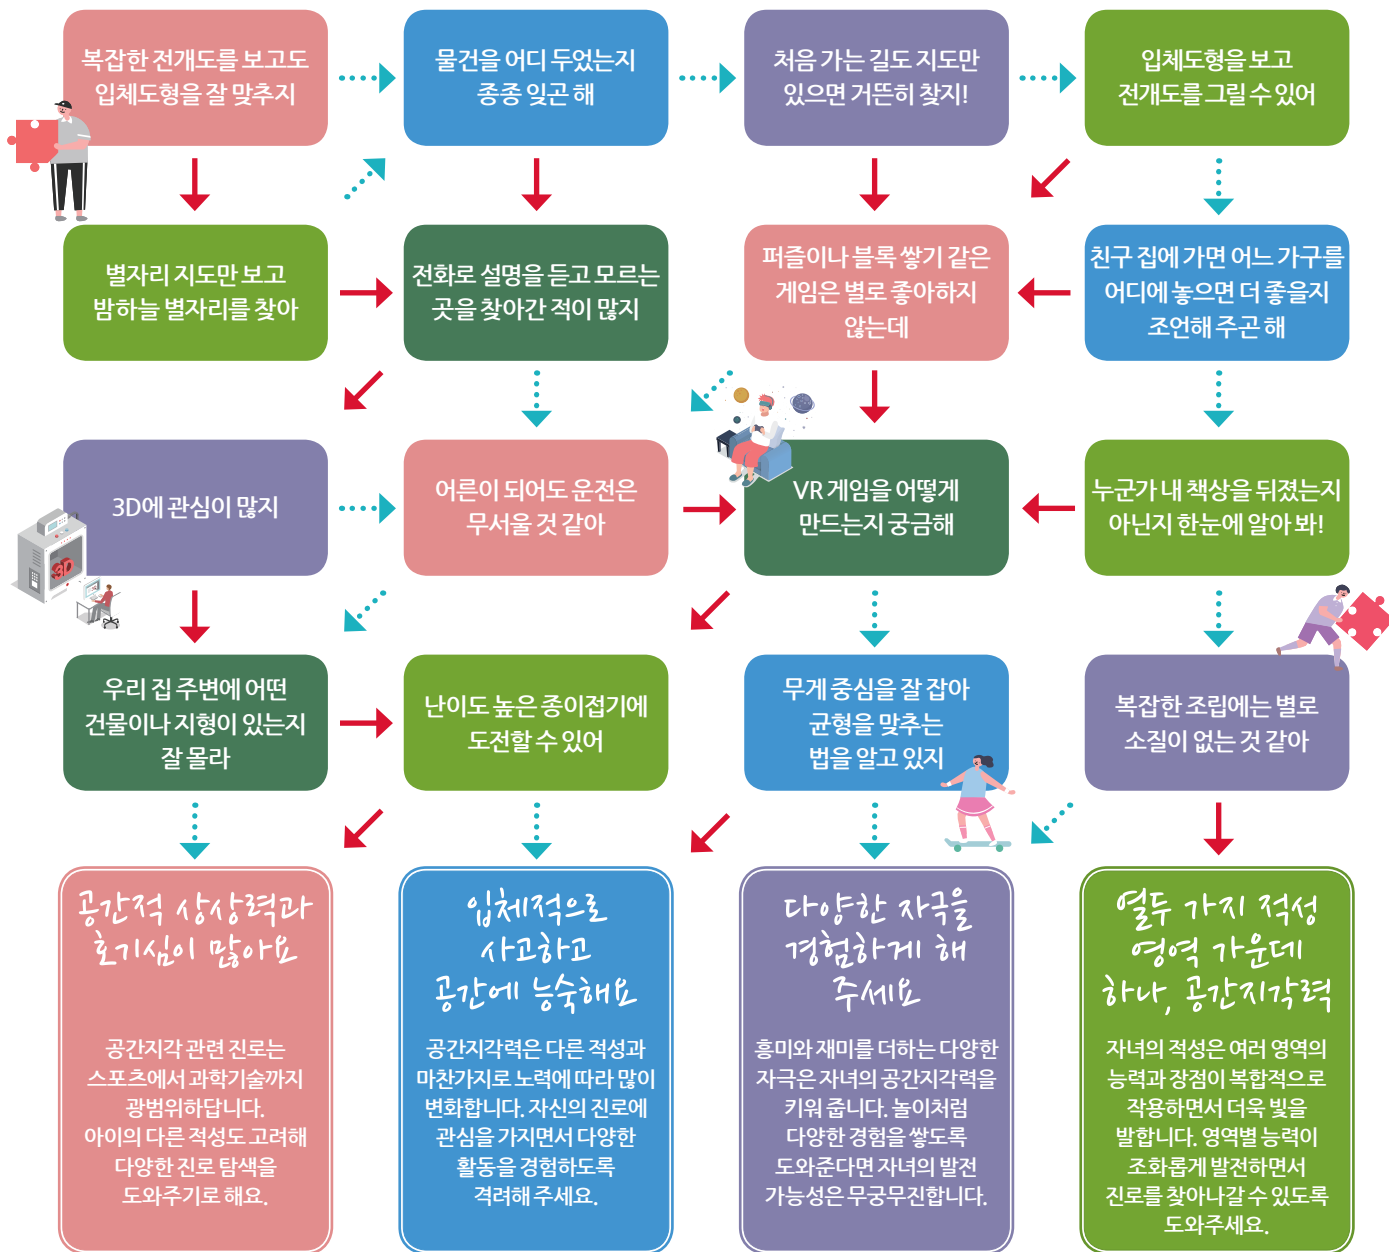 복잡한 전개도를 보고도
입체도형을 잘 맞추지
물건을 어디 두었는지
종종 잊곤 해
처음 가는 길도 지도만
있으면 거뜬히 찾지!
입체도형을 보고
전개도를 그릴 수 있어
별자리 지도만 보고
밤하늘 별자리를 찾아
전화로 설명을 듣고 모르는
곳을 찾아간 적이 많지
퍼즐이나 블록 쌓기 같은
게임은 별로 좋아하지
않는데
친구 집에 가면 어느 가구를
어디에 놓으면 더 좋을지
조언해 주곤 해
3D에 관심이 많지
어른이 되어도 운전은
무서울 것 같아
VR 게임을 어떻게
만드는지 궁금해
누군가 내 책상을 뒤졌는지
아닌지 한눈에 알아 봐!
3D
우리 집 주변에 어떤
건물이나 지형이 있는지
잘 몰라
난이도 높은 종이접기에
도전할 수 있어
무게 중심을 잘 잡아
균형을 맞추는
법을 알고 있지
복잡한 조립에는 별로
소질이 없는 것 같아
공간적 상상력과
호기심이 많아요
공간지각 관련 진로는
스포츠에서 과학기술까지
광범위하답니다.
아이의 다른 적성도 고려해
다양한 진로 탐색을
도와주기로 해요.
입체적으로
사고하고
공간에 능숙해요
공간지각력은 다른 적성과
마찬가지로 노력에 따라 많이
변화합니다. 자신의 진로에
관심을 가지면서 다양한
활동을 경험하도록
격려해 주세요.
다양한 자극을
경험하게 해
주세요
흥미와 재미를 더하는 다양한
자극은 자녀의 공간지각력을
키워 줍니다. 놀이처럼
다양한 경험을 쌓도록
도와준다면 자녀의 발전
가능성은 무궁무진합니다.
열두 가지 적성
영역 가운데
하나, 공간지각력
자녀의 적성은 여러 영역의
능력과 장점이 복합적으로
작용하면서 더욱 빛을
발합니다. 영역별 능력이
조화롭게 발전하면서
진로를 찾아나갈 수 있도록
도와주세요.